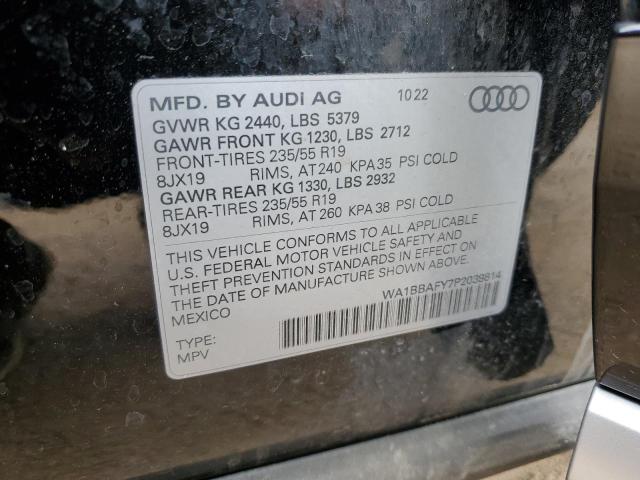 MFD. BY AUDI AG 10 22
GVWR KG 2440, LBS 5379
GAWR FRONT KG 1230, LBS 2712
FRONT-TIRES 235/55 R19
8JX19 RIMS, AT 240 KPA 35 PSI COLD
GAWR REAR KG 1330, LBS 2932
REAR-TIRES 235/55 R19
8JX19 RIMS, AT 260 KPA 38 PSI COLD
THIS VEHICLE CONFORMS TO ALL APPLICABLE
U.S. FEDERAL MOTOR VEHICLE SAFETY AND
THEFT PREVENTION STANDARDS IN EFFECT ON
THE DATE OF MANUFACTURE SHOWN ABOVE.
MEXICO
WA1BBAFY7P2039814
TYPE:
MPV